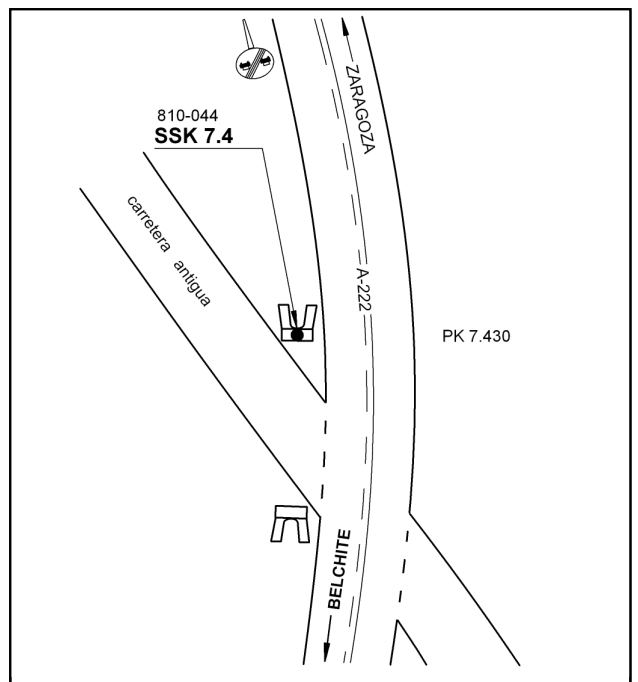 ZARAGOZA
810-044
SSK 7.4
carretera antigua
A-222
PK 7.430
BELCHITE